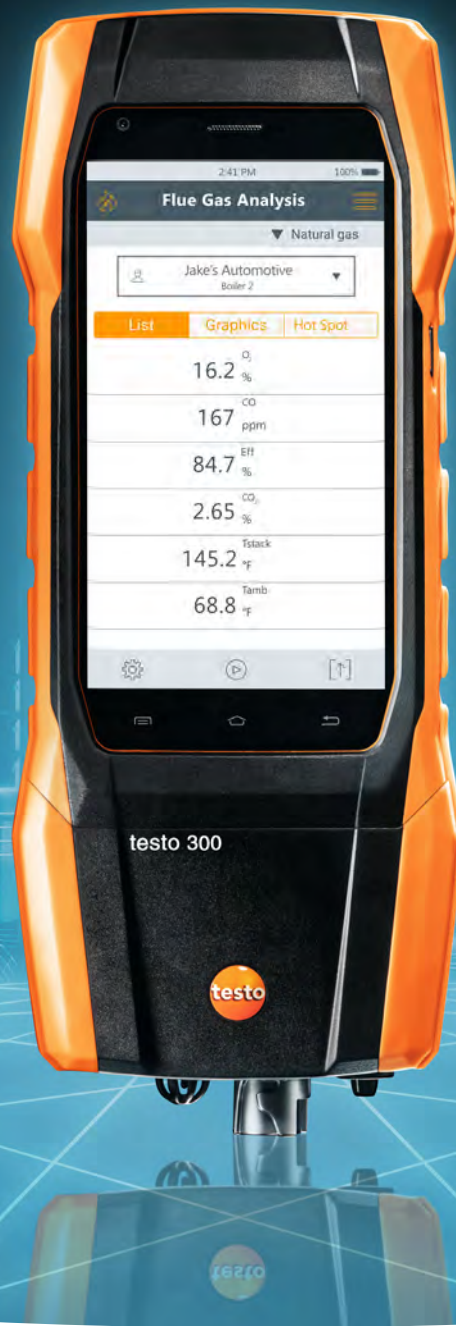 2:41 PM 100%
Flue Gas Analysis
▼ Natural gas
Jake's Automotive
Boiler 2
List Graphics Hot Spot
16.2 O₂ %
167 CO ppm
84.7 Eff %
2.65 CO₂ %
145.2 Tstack °F
68.8 Tamb °F
testo 300
testo
testo